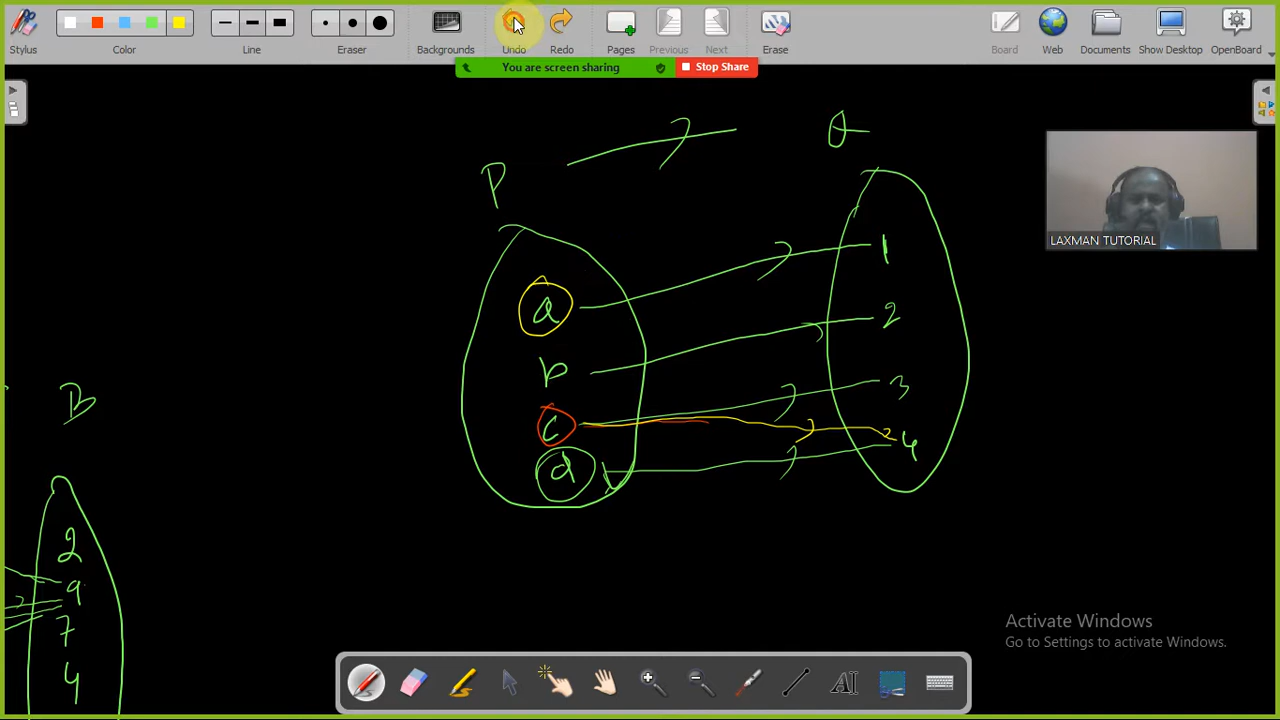 Stylus Color Line Eraser Backgrounds Undo Redo Pages Previous Next Erase Board Web Documents Show Desktop OpenBoard
You are screen sharing Stop Share
P
LAXMAN TUTORIAL
a 1
b 2
c 3
d 4
B
2
9
7
4
Activate Windows
Go to Settings to activate Windows.
AI